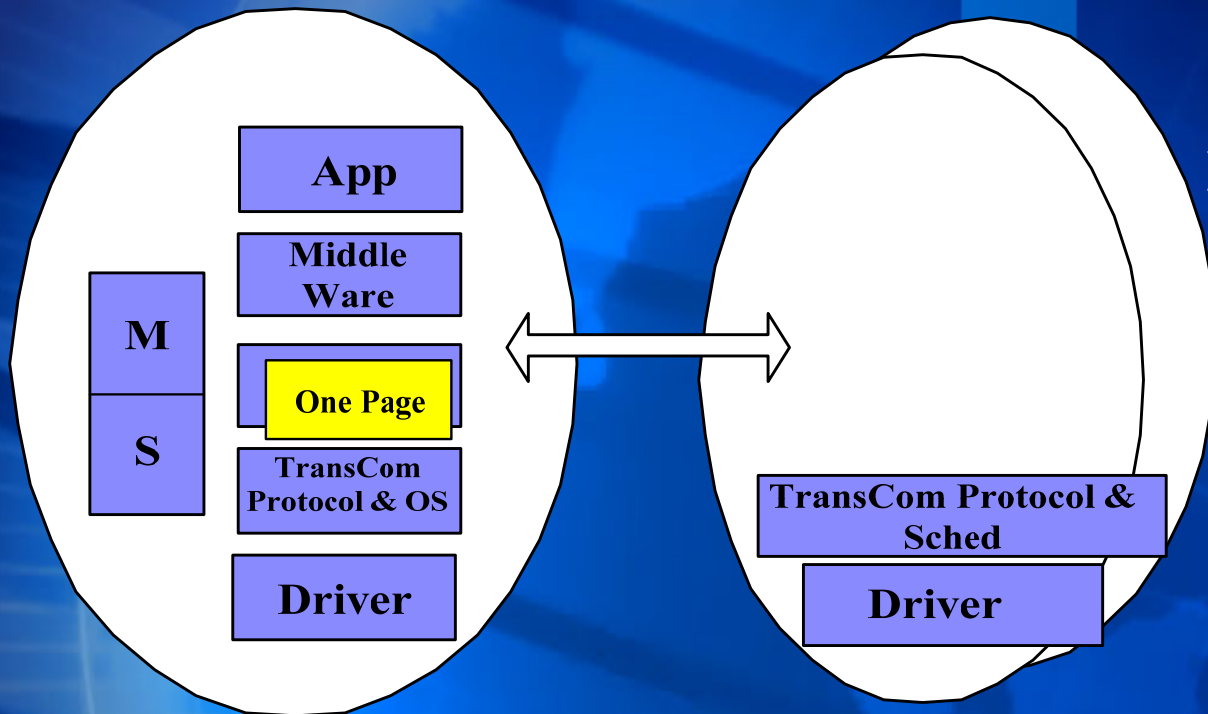 App
Middle
Ware
M
One Page
S
TransCom
Protocol & OS
Driver
TransCom Protocol &
Sched
Driver